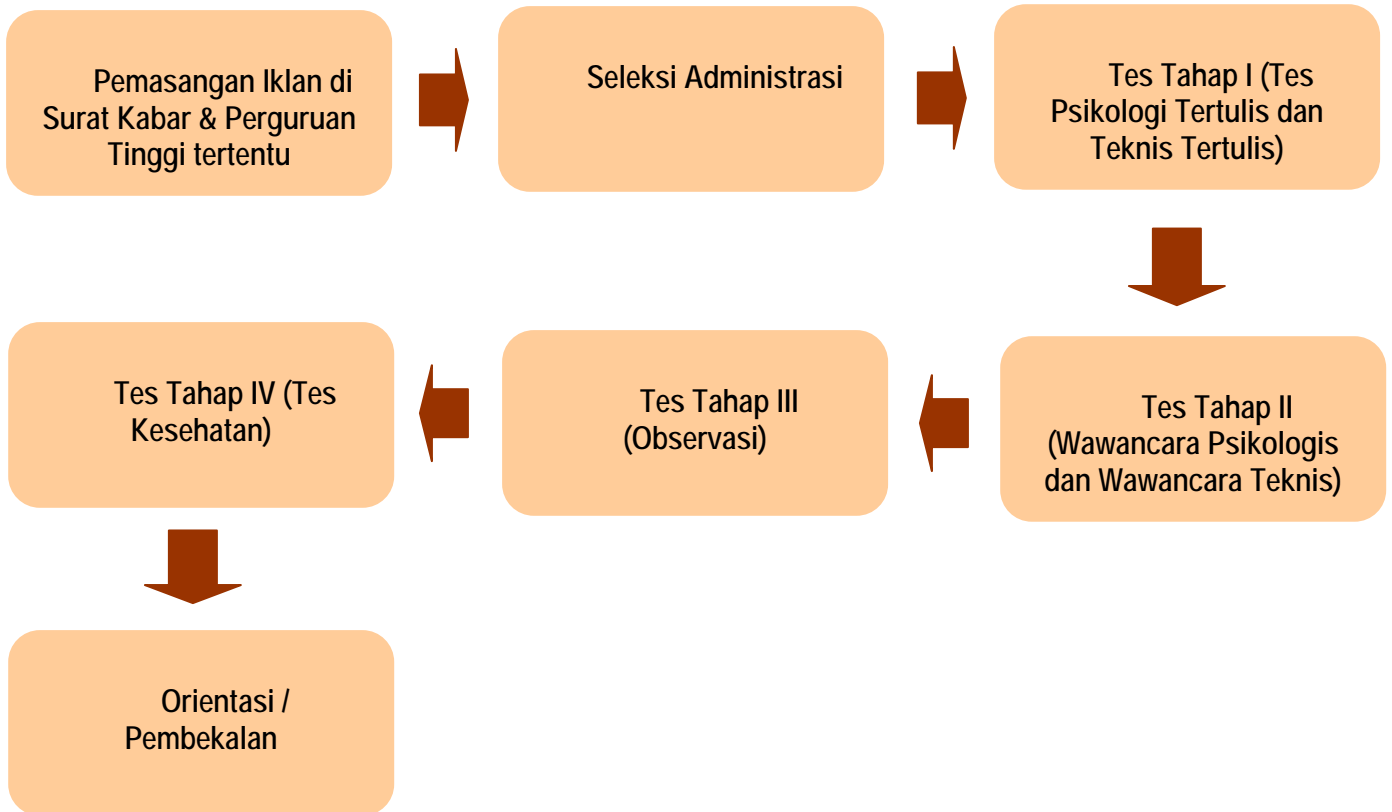 Pemasangan Iklan di
Surat Kabar & Perguruan
Tinggi tertentu
Seleksi Administrasi
Tes Tahap I (Tes
Psikologi Tertulis dan
Teknis Tertulis)
Tes Tahap II
(Wawancara Psikologis
dan Wawancara Teknis)
Tes Tahap III
(Observasi)
Tes Tahap IV (Tes
Kesehatan)
Orientasi /
Pembekalan